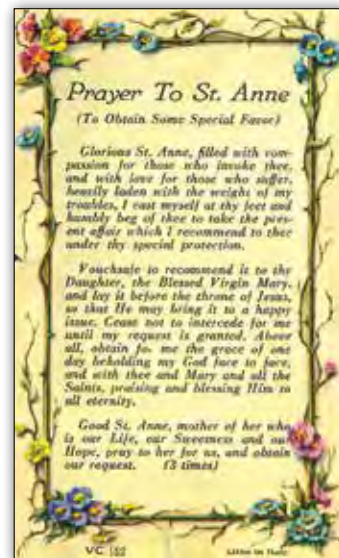 Prayer To St. Anne
(To Obtain Some Special Favor)
Glorious St. Anne, filled with com-
passion for those who invoke thee,
and with love for those who suffer,
heavily laden with the weight of my
troubles, I cast myself at thy feet and
humbly beg of thee to take the pres-
ent affair which I recommend to thee
under thy special protection.
Vouchsafe to recommend it to thy
Daughter, the Blessed Virgin Mary,
and lay it before the throne of Jesus,
so that He may bring it to a happy
issue. Cease not to intercede for me
until my request is granted. Above
all, obtain for me the grace of one
day beholding my God face to face,
and with thee and Mary and all the
Saints, praising and blessing Him to
all eternity.
Good St. Anne, mother of her who
is our Life, our Sweetness and our
Hope, pray to her for us, and obtain
our request. (3 times)
VC
Litho in Italy